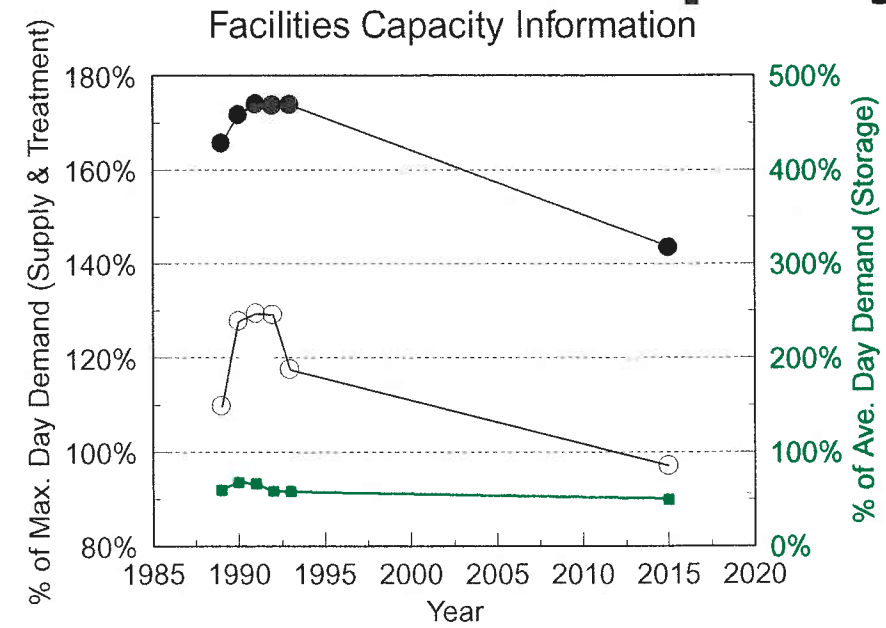 Facilities Capacity Information
% of Max. Day Demand (Supply & Treatment)
180%
160%
140%
120%
100%
80%
500%
400%
300%
200%
100%
0%
% of Ave. Day Demand (Storage)
1985 1990 1995 2000 2005 2010 2015 2020
Year